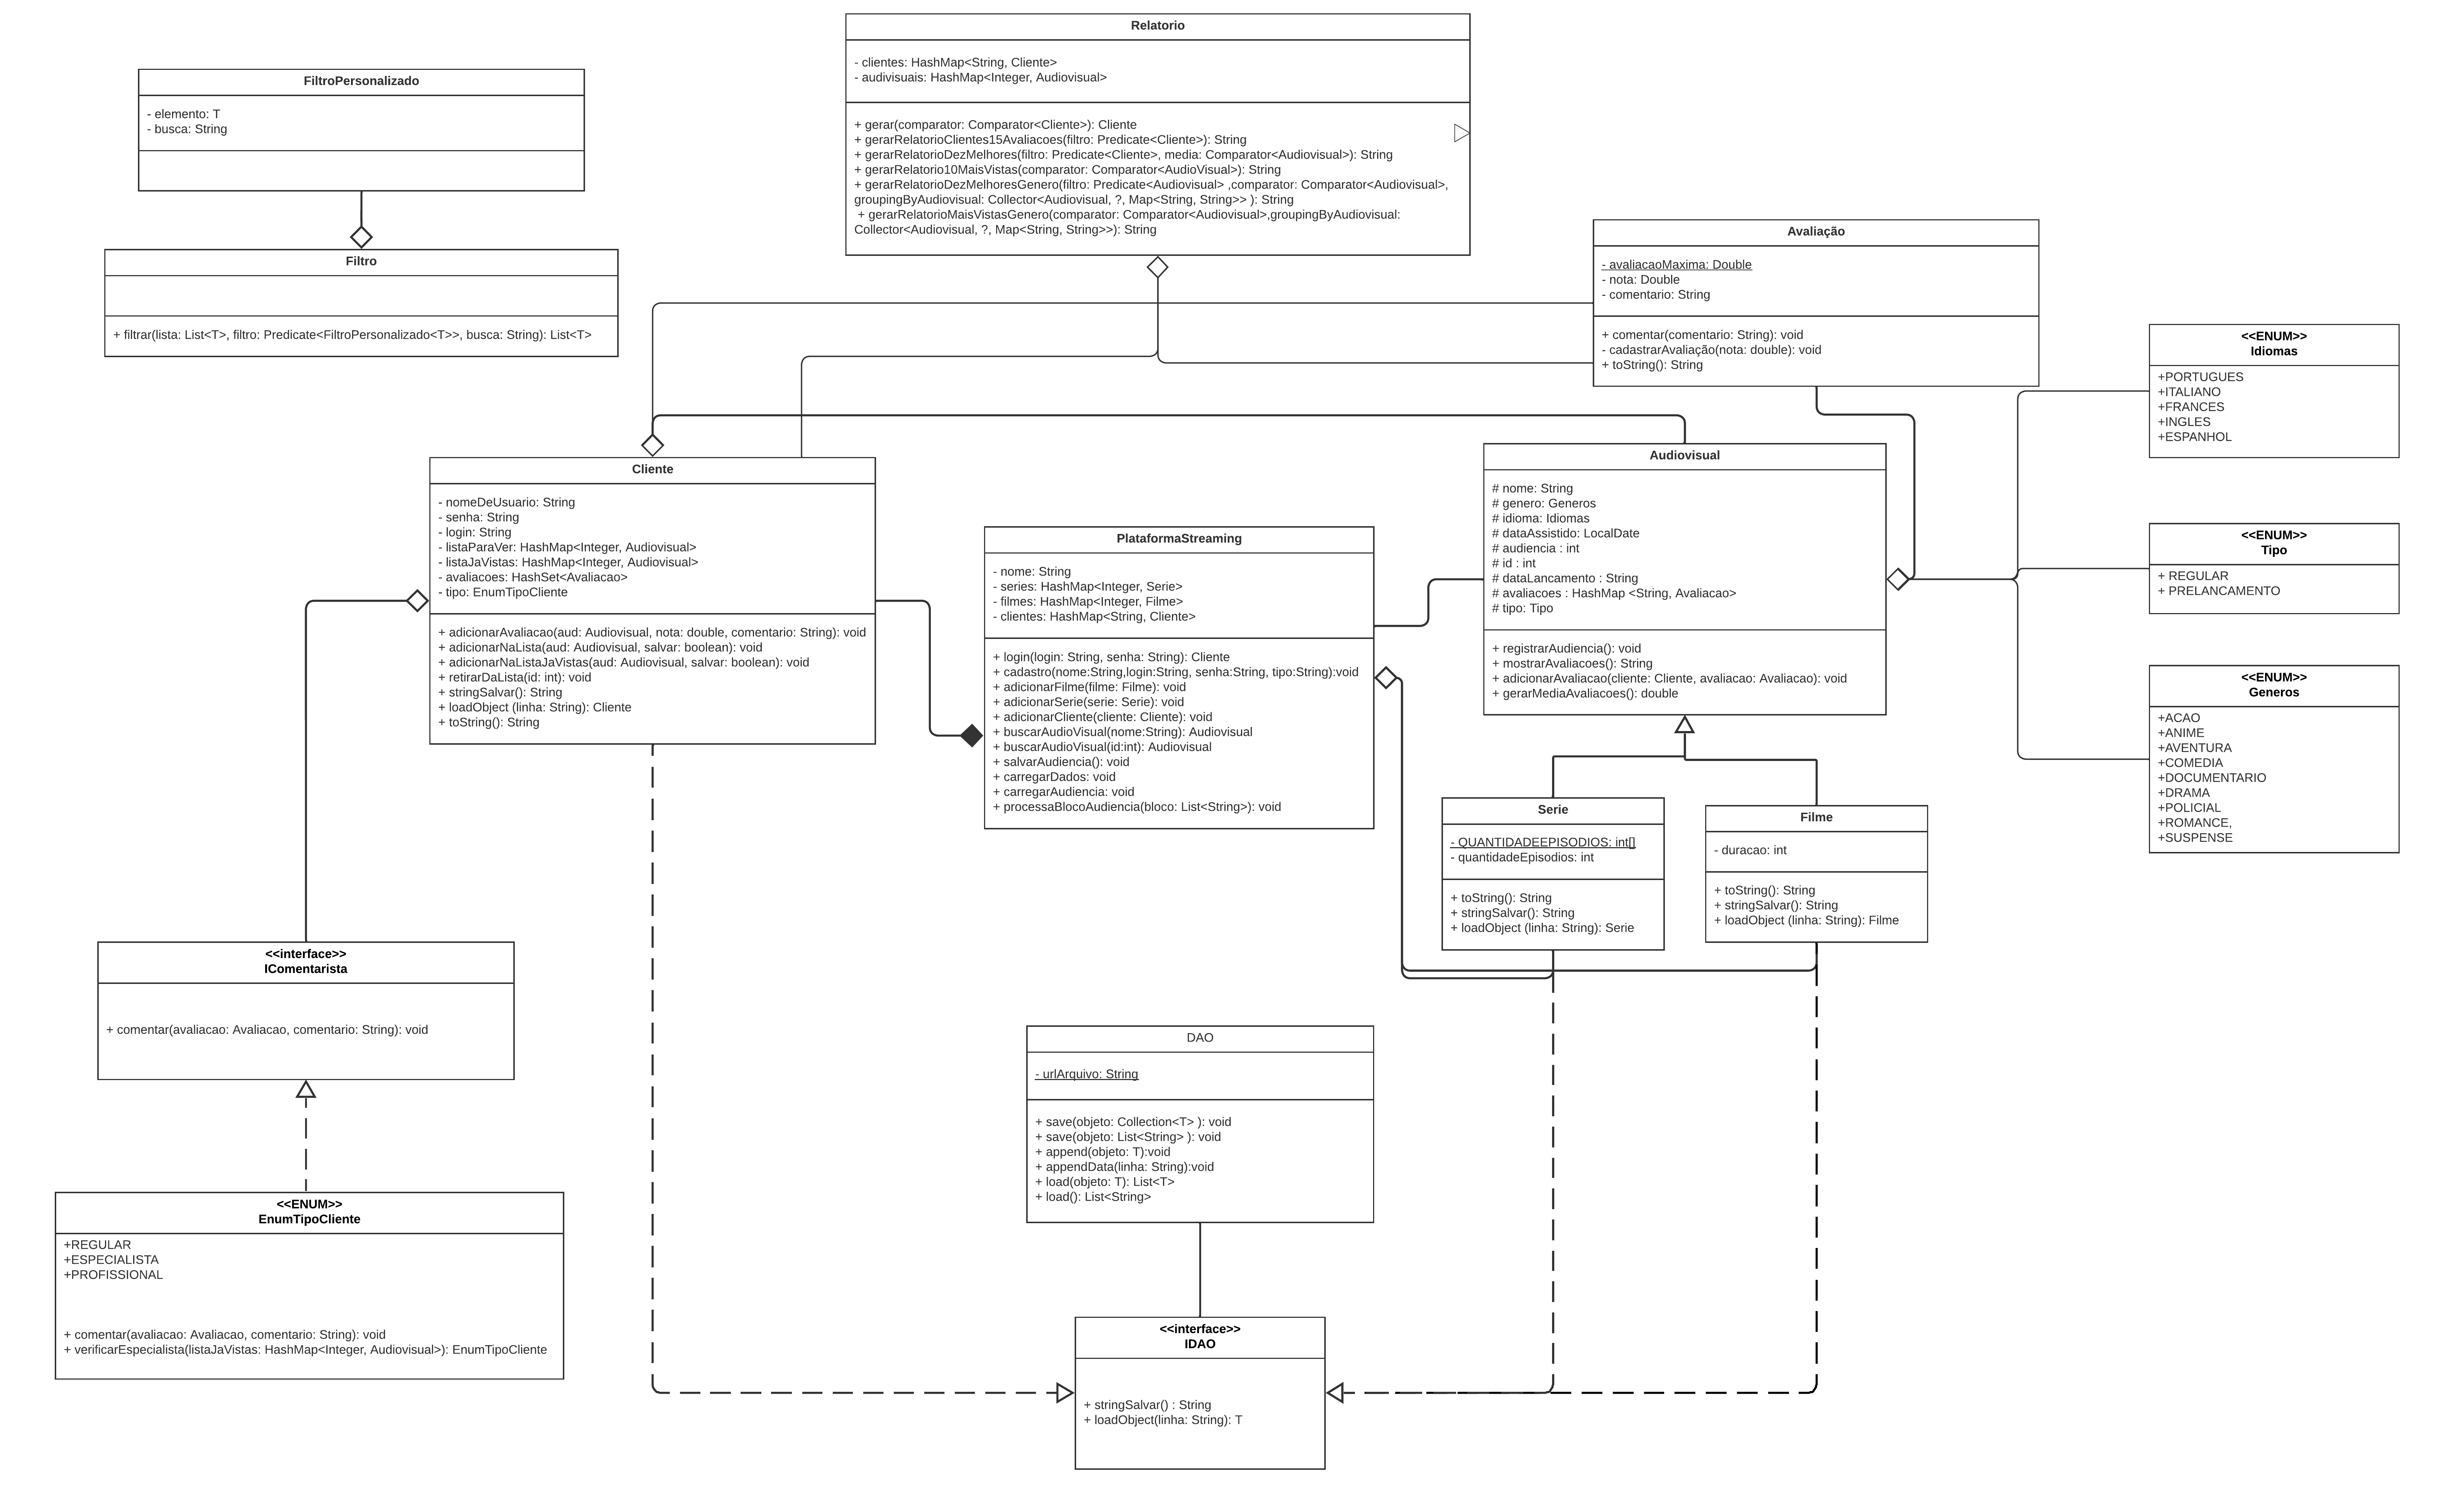 Relatorio
- clientes: HashMap<String, Cliente>
- audivisuais: HashMap<Integer, Audiovisual>
+ gerar(comparator: Comparator<Cliente>): Cliente
+ gerarRelatorioClientes15Avaliacoes(filtro: Predicate<Cliente>): String
+ gerarRelatorioDezMelhores(filtro: Predicate<Cliente>, media: Comparator<Audiovisual>): String
+ gerarRelatorio10MaisVistas(comparator: Comparator<AudioVisual>): String
+ gerarRelatorioDezMelhoresGenero(filtro: Predicate<Audiovisual> ,comparator: Comparator<Audiovisual>,
groupingByAudiovisual: Collector<Audiovisual, ?, Map<String, String>> ): String
+ gerarRelatorioMaisVistasGenero(comparator: Comparator<Audiovisual>,groupingByAudiovisual:
Collector<Audiovisual, ?, Map<String, String>>): String
FiltroPersonalizado
- elemento: T
- busca: String
Filtro
+ filtrar(lista: List<T>, filtro: Predicate<FiltroPersonalizado<T>>, busca: String): List<T>
Avaliação
- avaliacaoMaxima: Double
- nota: Double
- comentario: String
+ comentar(comentario: String): void
- cadastrarAvaliação(nota: double): void
+ toString(): String
<<ENUM>>
Idiomas
+PORTUGUES
+ITALIANO
+FRANCES
+INGLES
+ESPANHOL
Cliente
- nomeDeUsuario: String
- senha: String
- login: String
- listaParaVer: HashMap<Integer, Audiovisual>
- listaJaVistas: HashMap<Integer, Audiovisual>
- avaliacoes: HashSet<Avaliacao>
- tipo: EnumTipoCliente
+ adicionarAvaliacao(aud: Audiovisual, nota: double, comentario: String): void
+ adicionarNaLista(aud: Audiovisual, salvar: boolean): void
+ adicionarNaListaJaVistas(aud: Audiovisual, salvar: boolean): void
+ retirarDaLista(id: int): void
+ stringSalvar(): String
+ loadObject (linha: String): Cliente
+ toString(): String
PlataformaStreaming
- nome: String
- series: HashMap<Integer, Serie>
- filmes: HashMap<Integer, Filme>
- clientes: HashMap<String, Cliente>
+ login(login: String, senha: String): Cliente
+ cadastro(nome:String,login:String, senha:String, tipo:String):void
+ adicionarFilme(filme: Filme): void
+ adicionarSerie(serie: Serie): void
+ adicionarCliente(cliente: Cliente): void
+ buscarAudioVisual(nome:String): Audiovisual
+ buscarAudioVisual(id:int): Audiovisual
+ salvarAudiencia(): void
+ carregarDados: void
+ carregarAudiencia: void
+ processaBlocoAudiencia(bloco: List<String>): void
Audiovisual
# nome: String
# genero: Generos
# idioma: Idiomas
# dataAssistido: LocalDate
# audiencia : int
# id : int
# dataLancamento : String
# avaliacoes : HashMap <String, Avaliacao>
# tipo: Tipo
+ registrarAudiencia(): void
+ mostrarAvaliacoes(): String
+ adicionarAvaliacao(cliente: Cliente, avaliacao: Avaliacao): void
+ gerarMediaAvaliacoes(): double
<<ENUM>>
Tipo
+ REGULAR
+ PRELANCAMENTO
<<ENUM>>
Generos
+ACAO
+ANIME
+AVENTURA
+COMEDIA
+DOCUMENTARIO
+DRAMA
+POLICIAL
+ROMANCE,
+SUSPENSE
Serie
- QUANTIDADEEPISODIOS: int[]
- quantidadeEpisodios: int
+ toString(): String
+ stringSalvar(): String
+ loadObject (linha: String): Serie
Filme
- duracao: int
+ toString(): String
+ stringSalvar(): String
+ loadObject (linha: String): Filme
<<interface>>
IComentarista
+ comentar(avaliacao: Avaliacao, comentario: String): void
DAO
- urlArquivo: String
+ save(objeto: Collection<T> ): void
+ save(objeto: List<String> ): void
+ append(objeto: T):void
+ appendData(linha: String):void
+ load(objeto: T): List<T>
+ load(): List<String>
<<ENUM>>
EnumTipoCliente
+REGULAR
+ESPECIALISTA
+PROFISSIONAL
+ comentar(avaliacao: Avaliacao, comentario: String): void
+ verificarEspecialista(listaJaVistas: HashMap<Integer, Audiovisual>): EnumTipoCliente
<<interface>>
IDAO
+ stringSalvar() : String
+ loadObject(linha: String): T